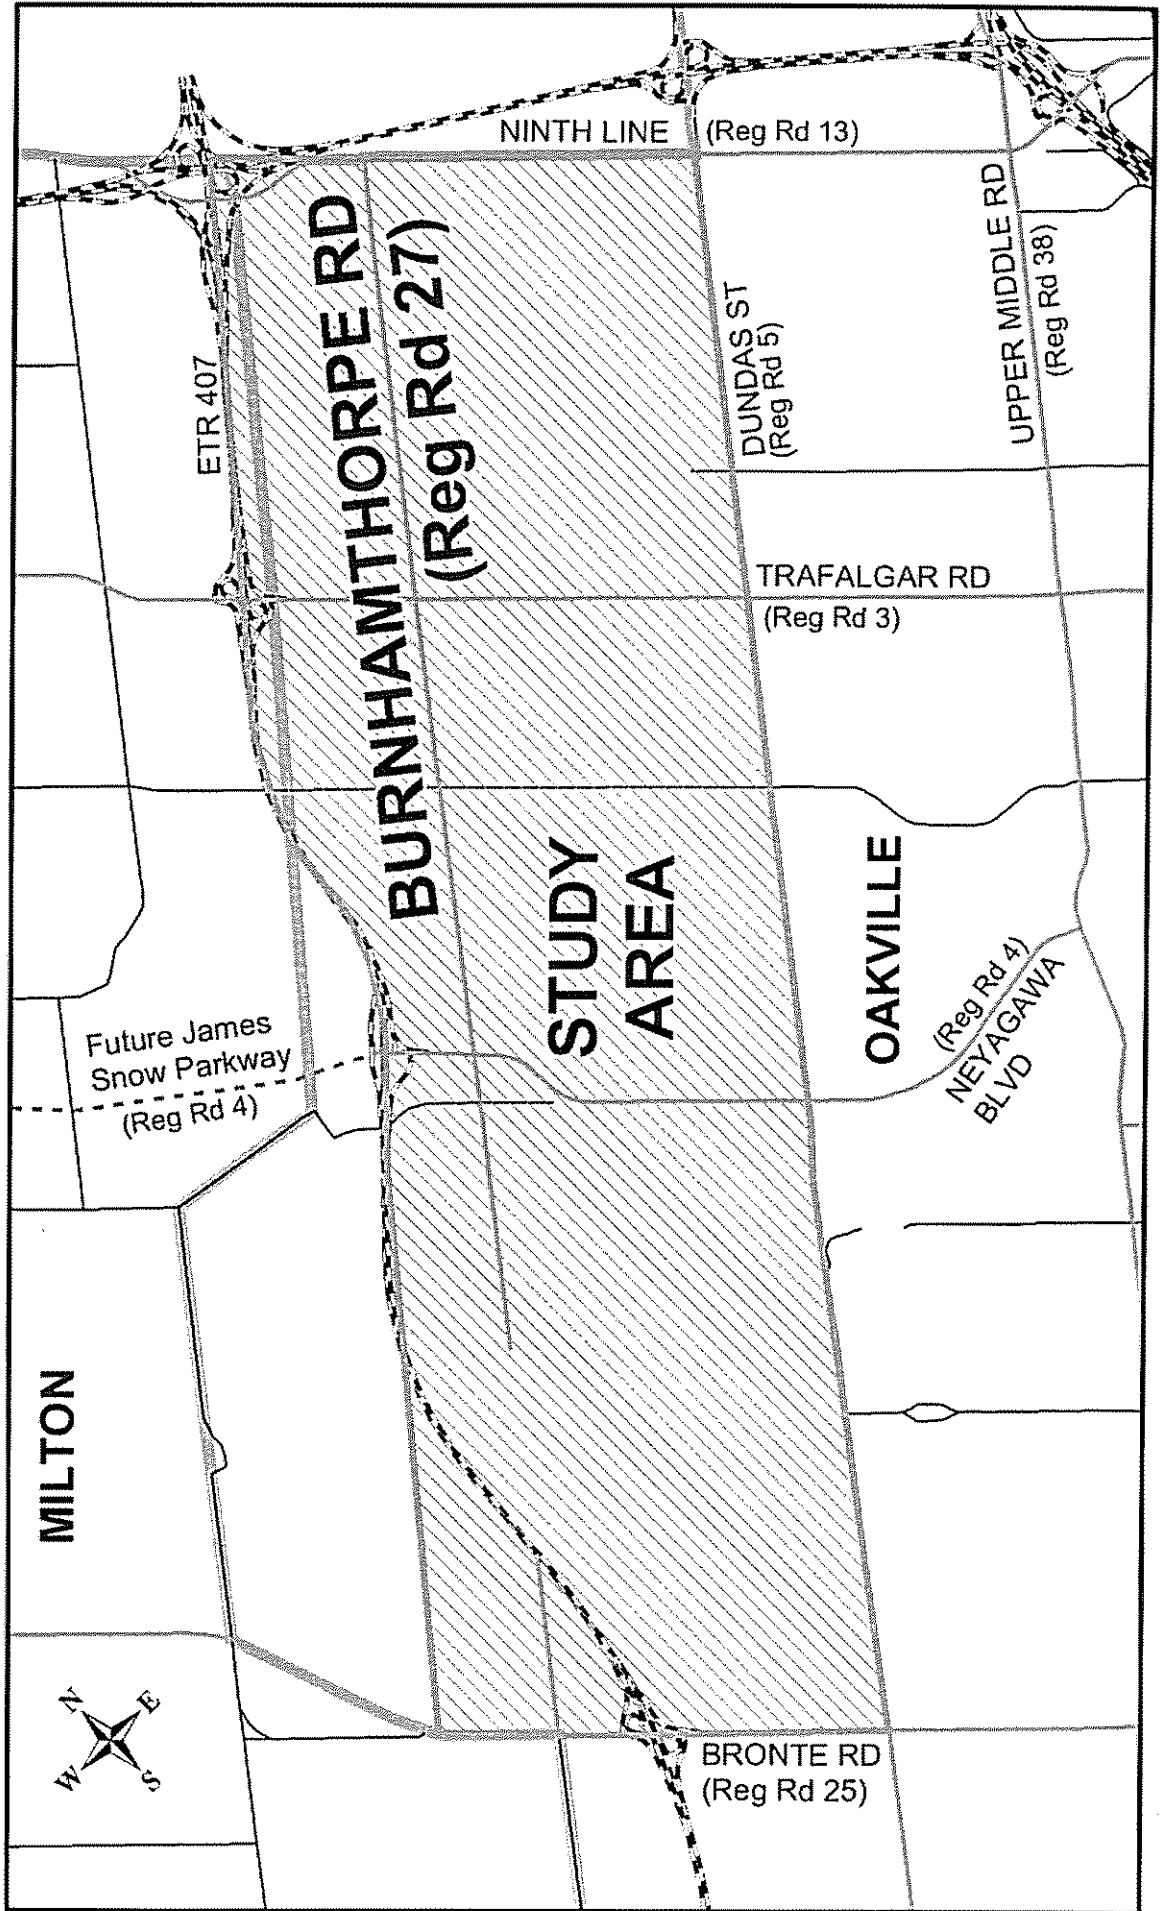 NINTH LINE
(Reg Rd 13)
BURNHAMTHORPE RD
(Reg Rd 27)
ETR 407
DUNDAS ST
(Reg Rd 5)
UPPER MIDDLE RD
(Reg Rd 38)
TRAFALGAR RD
(Reg Rd 3)
STUDY
AREA
OAKVILLE
Future James
Snow Parkway
(Reg Rd 4)
(Reg Rd 4)
NEYAGAWA
BLVD
MILTON
N
E
W
S
BRONTE RD
(Reg Rd 25)